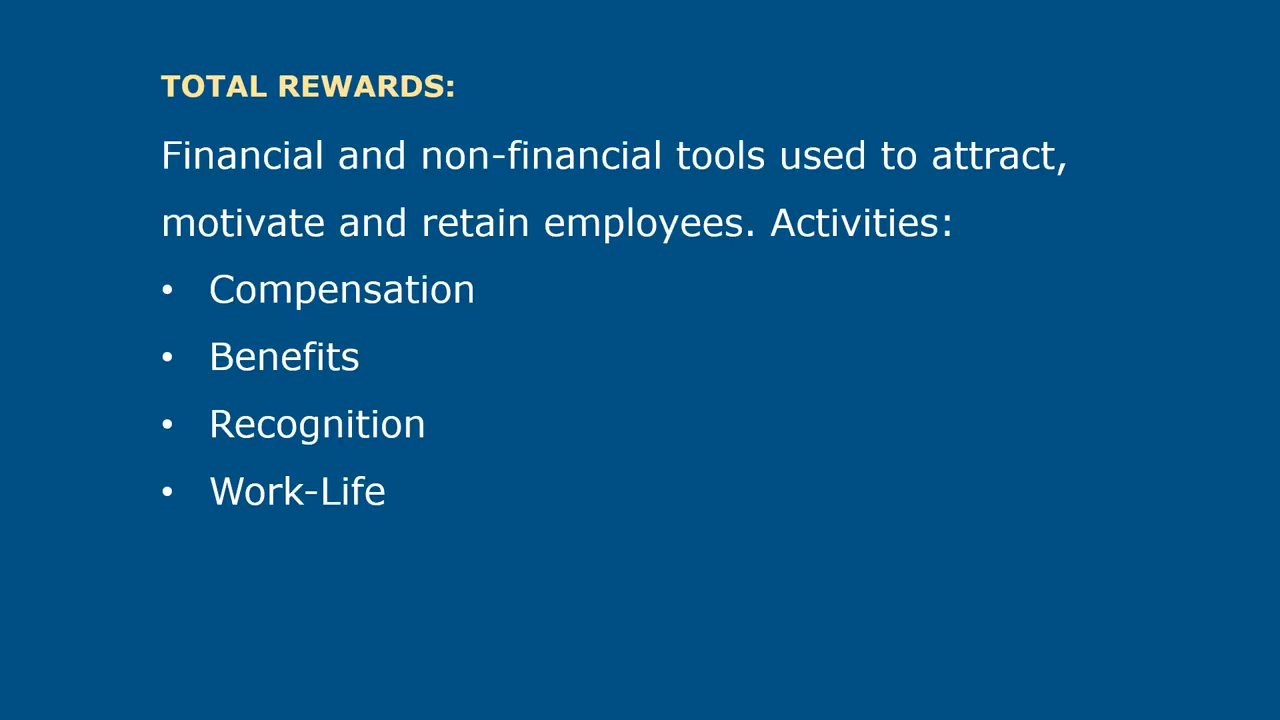 TOTAL REWARDS:
Financial and non-financial tools used to attract,
motivate and retain employees. Activities:
• Compensation
• Benefits
• Recognition
• Work-Life